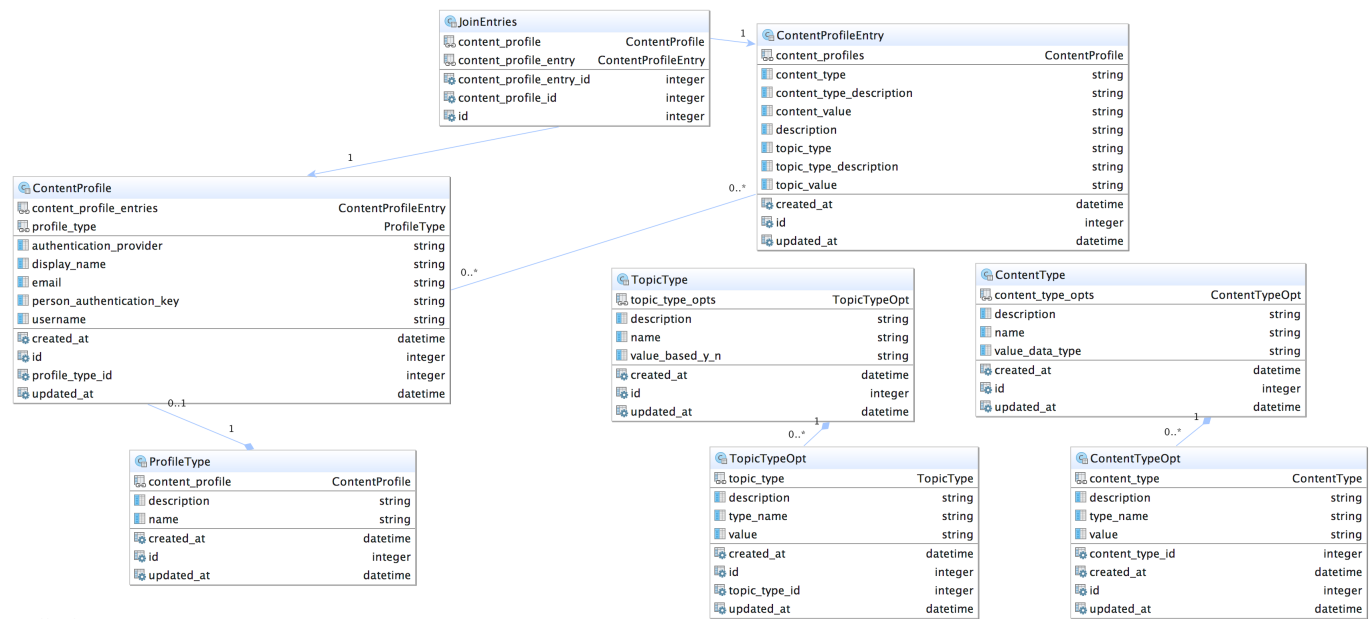 JoinEntries
content_profile ContentProfile
content_profile_entry ContentProfileEntry
content_profile_entry_id integer
content_profile_id integer
id integer
1
1
ContentProfileEntry
content_profiles ContentProfile
content_type string
content_type_description string
content_value string
description string
topic_type string
topic_type_description string
topic_value string
created_at datetime
id integer
updated_at datetime
0..*
0..*
ContentProfile
content_profile_entries ContentProfileEntry
profile_type ProfileType
authentication_provider string
display_name string
email string
person_authentication_key string
username string
created_at datetime
id integer
profile_type_id integer
updated_at datetime
0..1
1
ProfileType
content_profile ContentProfile
description string
name string
created_at datetime
id integer
updated_at datetime
TopicType
topic_type_opts TopicTypeOpt
description string
name string
value_based_y_n string
created_at datetime
id integer
updated_at datetime
1
0..*
TopicTypeOpt
topic_type TopicType
description string
type_name string
value string
created_at datetime
id integer
topic_type_id integer
updated_at datetime
ContentType
content_type_opts ContentTypeOpt
description string
name string
value_data_type string
created_at datetime
id integer
updated_at datetime
1
0..*
ContentTypeOpt
content_type ContentType
description string
type_name string
value string
content_type_id integer
created_at datetime
id integer
updated_at datetime